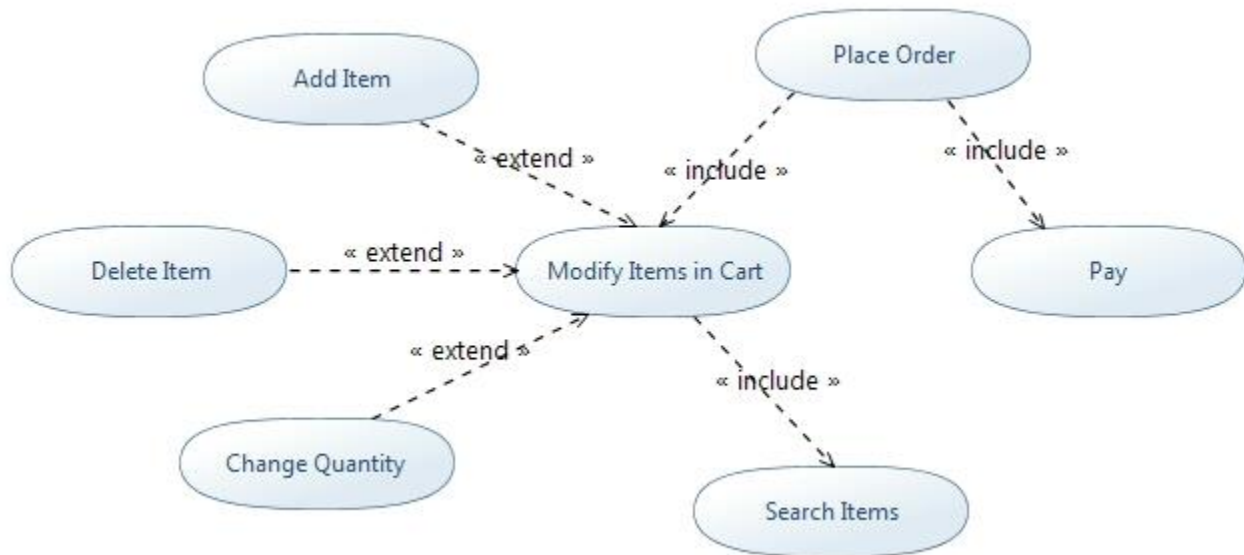 Place Order
Add Item
« extend »
« include »
« include »
« extend »
Delete Item
Modify Items in Cart
Pay
« extend »
« include »
Change Quantity
Search Items